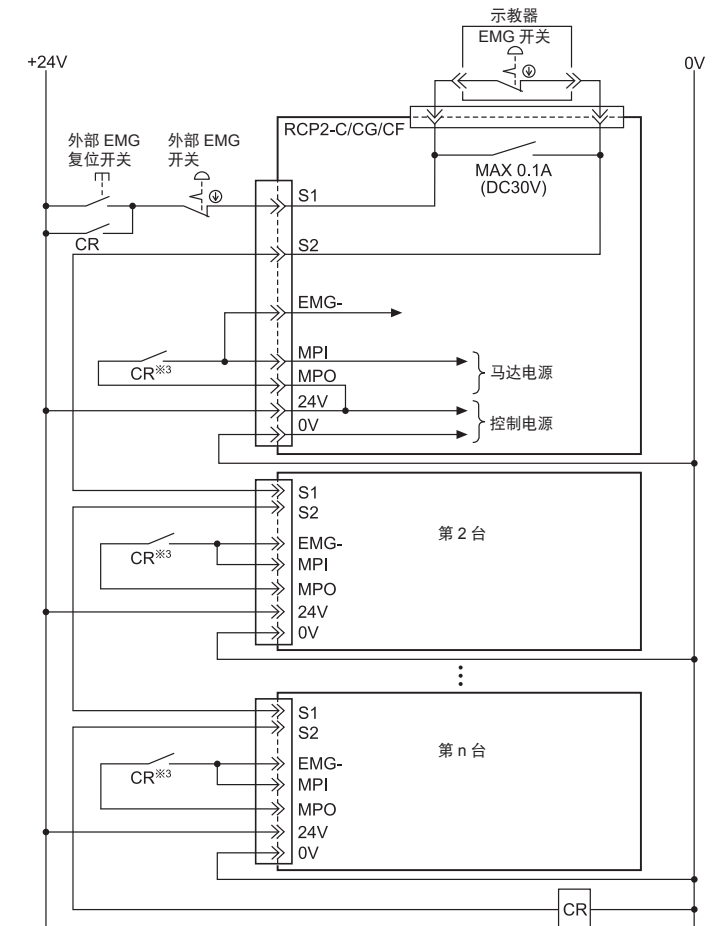 示教器
EMG 开关
+24V
0V
RCP2-C/CG/CF
外部 EMG
复位开关
外部 EMG
开关
MAX 0.1A
(DC30V)
S1
CR
S2
EMG-
MPI
CR※3
MPO
马达电源
24V
0V
控制电源
S1
S2
第 2 台
EMG-
CR※3
MPI
MPO
24V
0V
S1
S2
第 n 台
EMG-
CR※3
MPI
MPO
24V
0V
CR